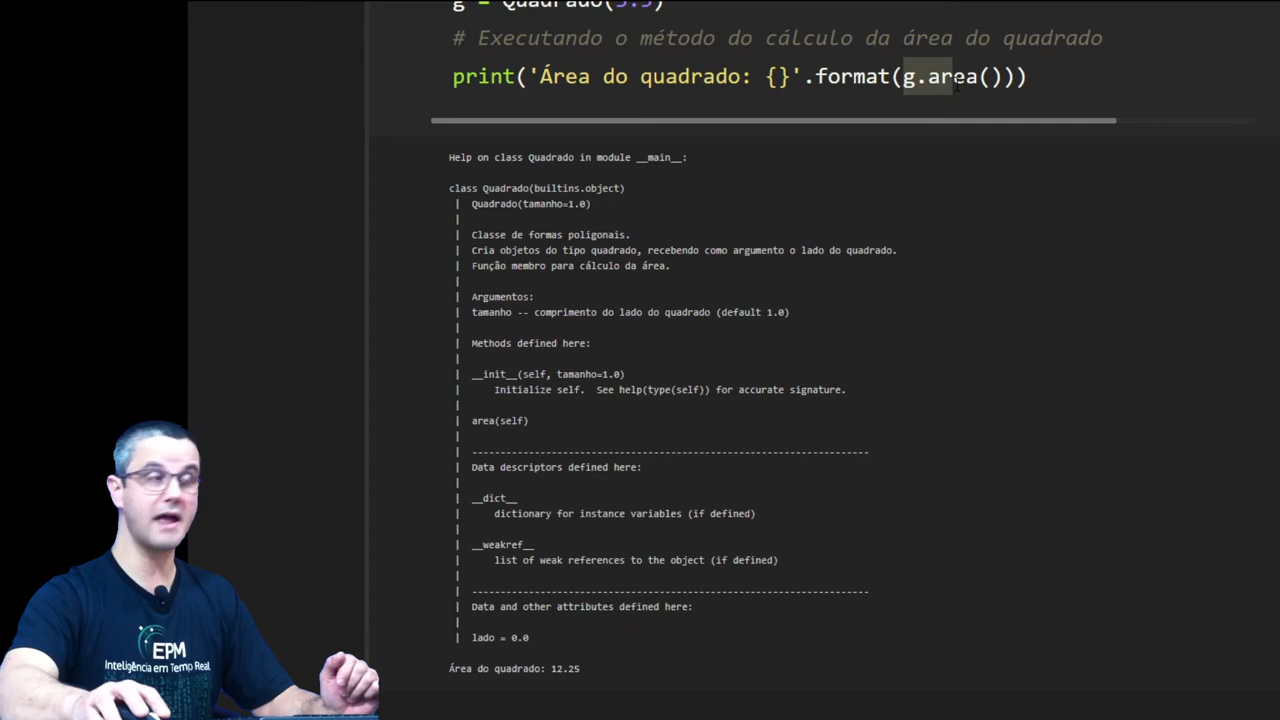 g = Quadrado(3.5)
# Executando o método do cálculo da área do quadrado
print('Área do quadrado: {}'.format(g.area()))
Help on class Quadrado in module __main__:
class Quadrado(builtins.object)
|  Quadrado(tamanho=1.0)
|
|  Classe de formas poligonais.
|  Cria objetos do tipo quadrado, recebendo como argumento o lado do quadrado.
|  Função membro para cálculo da área.
|
|  Argumentos:
|  tamanho -- comprimento do lado do quadrado (default 1.0)
|
|  Methods defined here:
|
|  __init__(self, tamanho=1.0)
|      Initialize self.  See help(type(self)) for accurate signature.
|
|  area(self)
|
|  ----------------------------------------------------------------------
|  Data descriptors defined here:
|
|  __dict__
|      dictionary for instance variables (if defined)
|
|  __weakref__
|      list of weak references to the object (if defined)
|
|  ----------------------------------------------------------------------
|  Data and other attributes defined here:
|
|  lado = 0.0
Área do quadrado: 12.25
EPM
Inteligência em Tempo Real